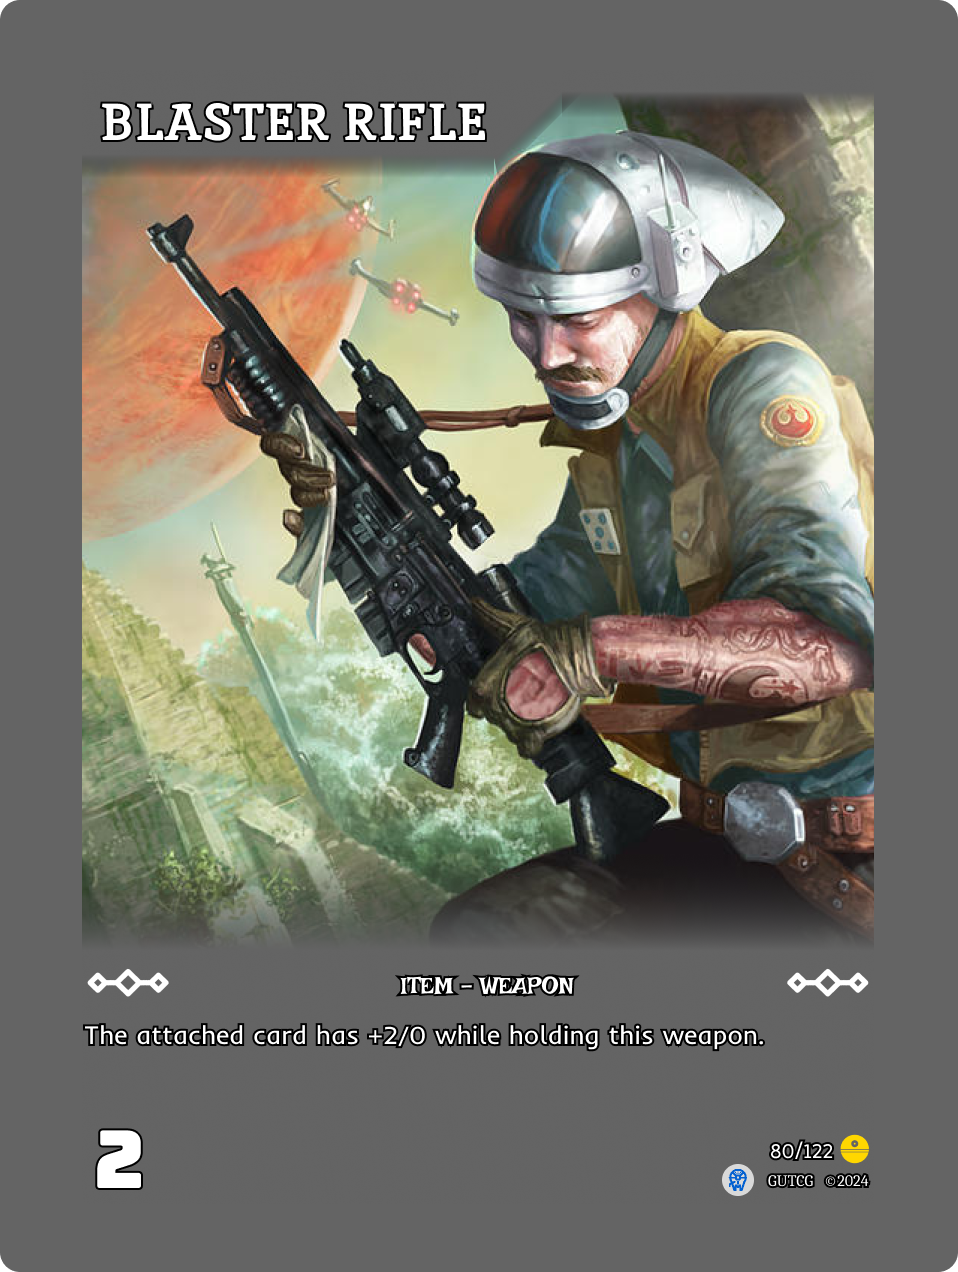 BLASTER RIFLE
ITEM – WEAPON
The attached card has +2/0 while holding this weapon.
2
80/122
GUTCG ©2024